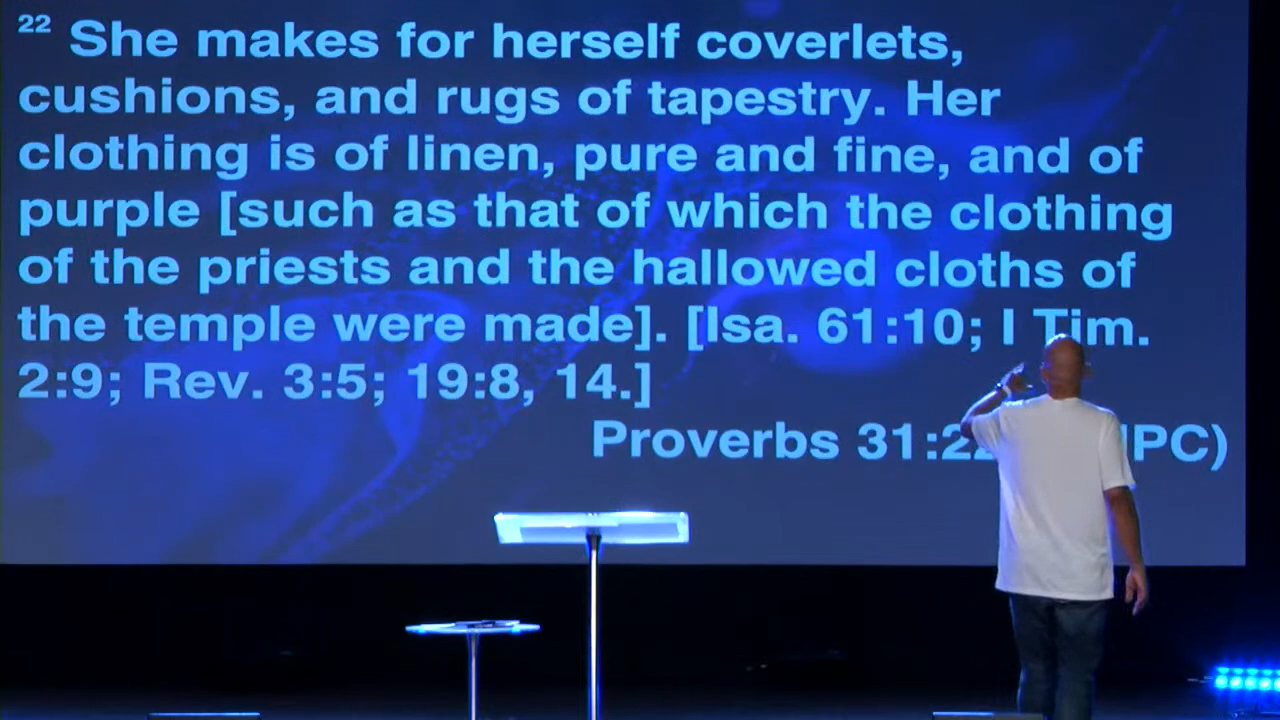 22 She makes for herself coverlets,
cushions, and rugs of tapestry. Her
clothing is of linen, pure and fine, and of
purple [such as that of which the clothing
of the priests and the hallowed cloths of
the temple were made]. [Isa. 61:10; I Tim.
2:9; Rev. 3:5; 19:8, 14.]
Proverbs 31:22